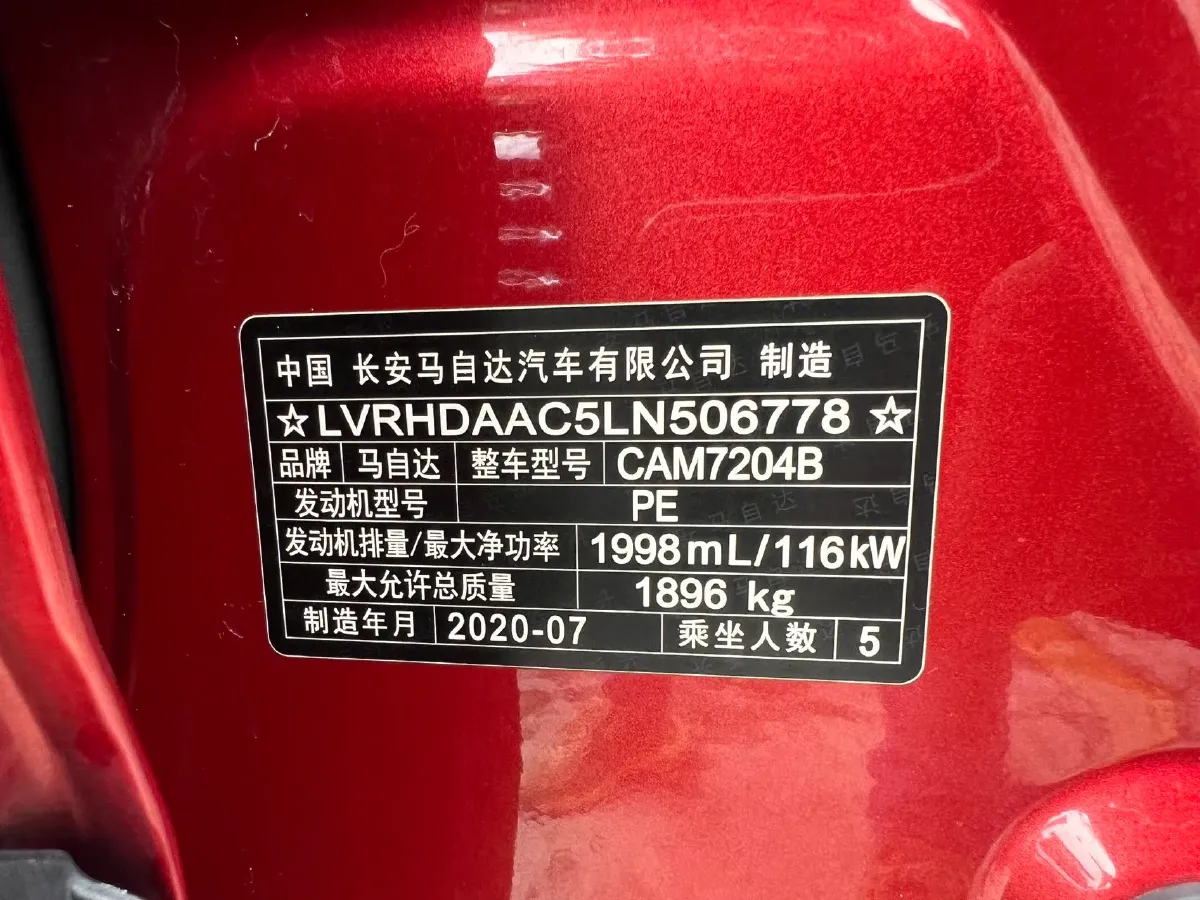 中国 长安马自达汽车有限公司 制造
☆LVRHDAAC5LN506778☆
品牌 马自达 整车型号 CAM7204B
发动机型号 PE
发动机排量/最大净功率 1998mL/116kW
最大允许总质量 1896 kg
制造年月 2020-07 乘坐人数 5